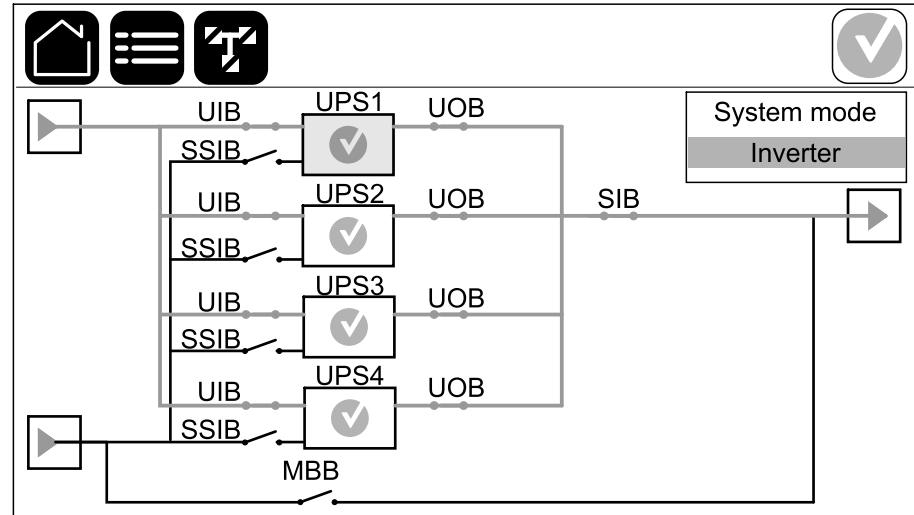 UIB
UPS1
UOB
System mode
SSIB
Inverter
UIB
UPS2
UOB
SIB
SSIB
UIB
UPS3
UOB
SSIB
UIB
UPS4
UOB
SSIB
MBB